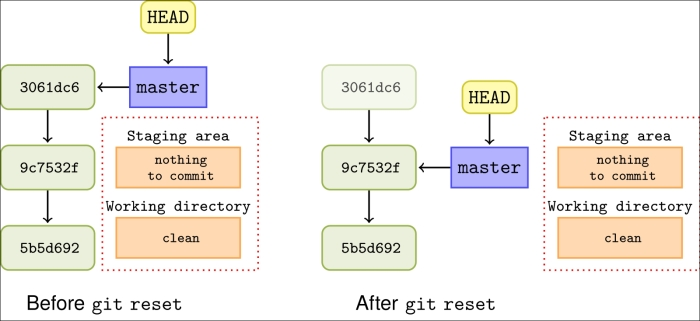 HEAD
3061dc6
master
Staging area
nothing
to commit
9c7532f
Working directory
clean
5b5d692
Before git reset
3061dc6
HEAD
Staging area
nothing
to commit
9c7532f
master
Working directory
clean
5b5d692
After git reset